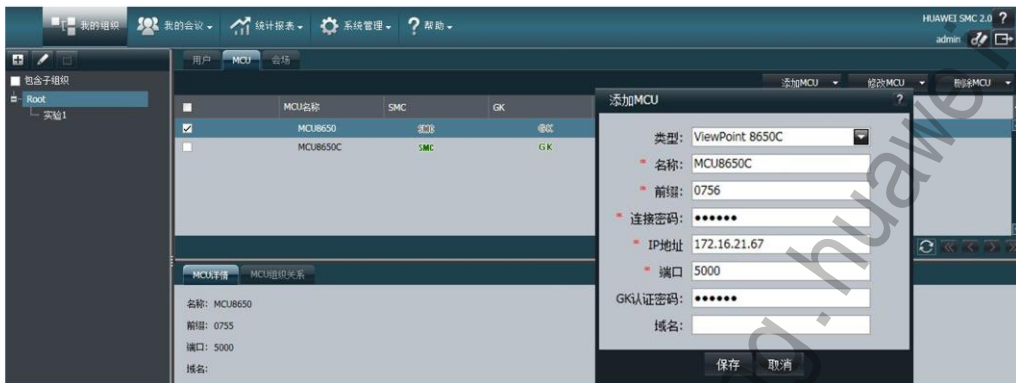 我的组织 我的会议 统计报表 系统管理 ? 帮助
HUAWEI SMC 2.0 ?
admin
用户 MCU 会场
包含子组织
Root
实验1
添加MCU 修改MCU 删除MCU
MCU名称 SMC GK
MCU8650 SMC GK
MCU8650C SMC GK
添加MCU ?
类型: ViewPoint 8650C
* 名称: MCU8650C
* 前缀: 0756
* 连接密码: ••••••
* IP地址 172.16.21.67
* 端口 5000
GK认证密码: ••••••
域名:
保存 取消
MCU详情 MCU组织关系
名称: MCU8650
前缀: 0755
端口: 5000
域名:
huawei